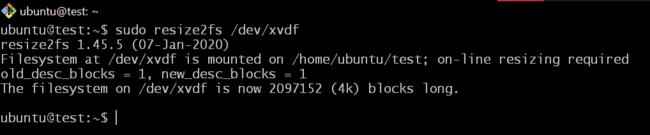 ubuntu@test: ~
ubuntu@test:~$ sudo resize2fs /dev/xvdf
resize2fs 1.45.5 (07-Jan-2020)
Filesystem at /dev/xvdf is mounted on /home/ubuntu/test; on-line resizing required
old_desc_blocks = 1, new_desc_blocks = 1
The filesystem on /dev/xvdf is now 2097152 (4k) blocks long.
ubuntu@test:~$